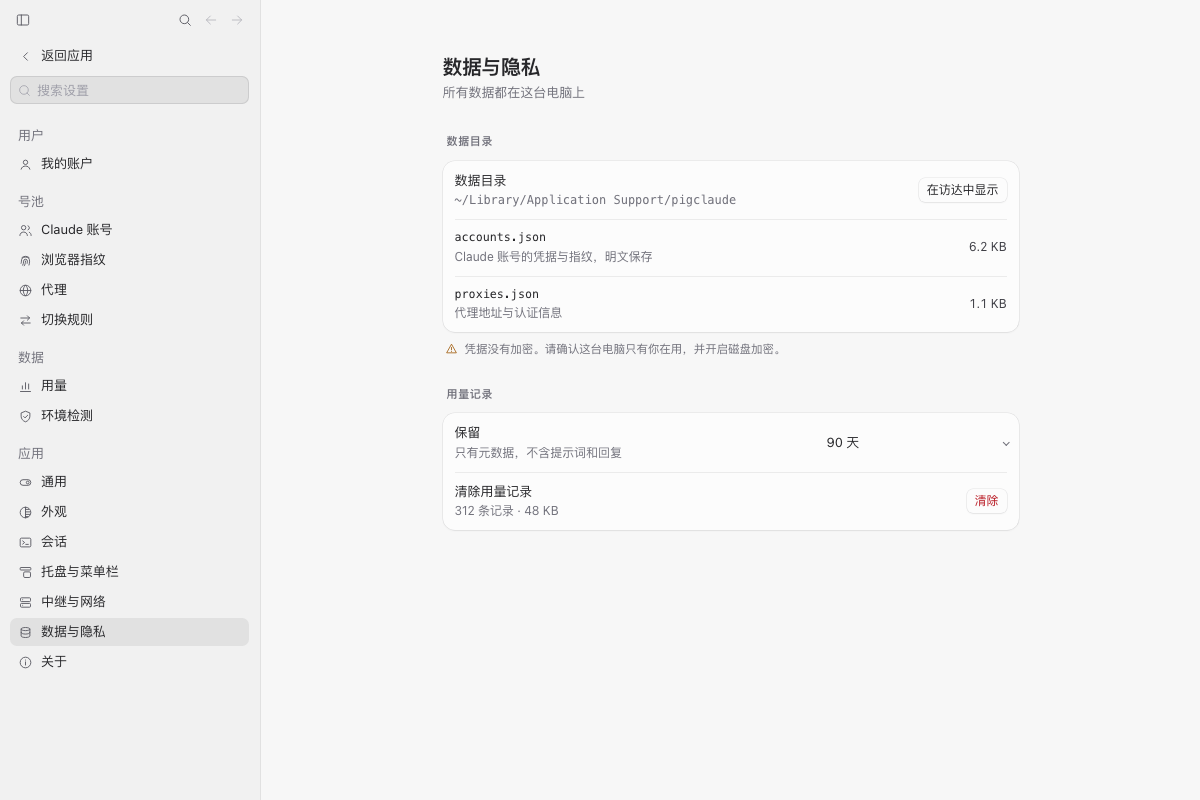 返回应用
搜索设置
用户
我的账户
号池
Claude 账号
浏览器指纹
代理
切换规则
数据
用量
环境检测
应用
通用
外观
会话
托盘与菜单栏
中继与网络
数据与隐私
关于
数据与隐私
所有数据都在这台电脑上
数据目录
数据目录
~/Library/Application Support/pigclaude
在访达中显示
accounts.json
Claude 账号的凭据与指纹，明文保存
6.2 KB
proxies.json
代理地址与认证信息
1.1 KB
凭据没有加密。请确认这台电脑只有你在用，并开启磁盘加密。
用量记录
保留
只有元数据，不含提示词和回复
90 天
清除用量记录
312 条记录 · 48 KB
清除